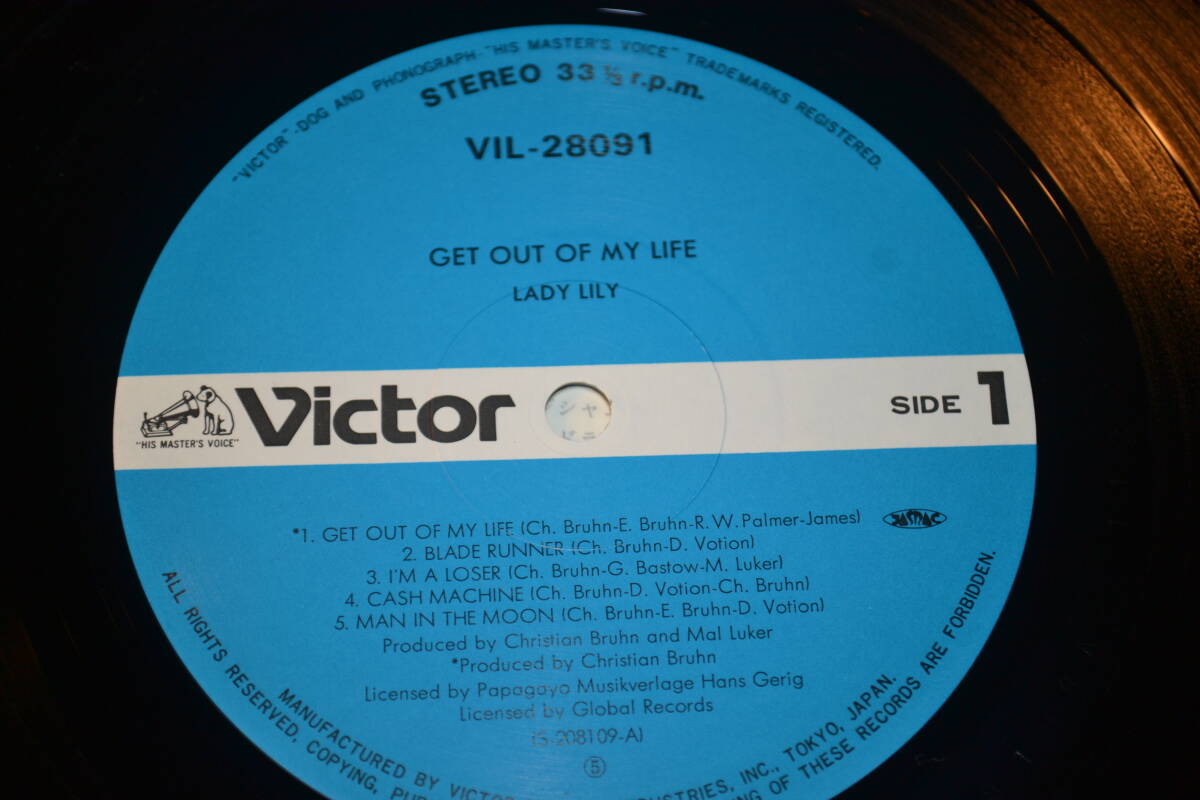 "VICTOR"-DOG AND PHONOGRAPH-"HIS MASTER'S VOICE" TRADEMARKS REGISTERED.
STEREO 33 ⅓ r.p.m.
VIL-28091
GET OUT OF MY LIFE
LADY LILY
"HIS MASTER'S VOICE"
Victor
シャ
SIDE 1
*1. GET OUT OF MY LIFE (Ch. Bruhn-E. Bruhn-R.W.Palmer-James)
JASRAC
2. BLADE RUNNER (Ch. Bruhn-D. Votion)
3. I'M A LOSER (Ch. Bruhn-G. Bastow-M. Luker)
4. CASH MACHINE (Ch. Bruhn-D. Votion-Ch. Bruhn)
5. MAN IN THE MOON (Ch. Bruhn-E. Bruhn-D. Votion)
Produced by Christian Bruhn and Mal Luker
*Produced by Christian Bruhn
Licensed by Papagayo Musikverlage Hans Gerig
Licensed by Global Records
(S-208109-A)
⑤
MANUFACTURED BY INC., TOKYO, JAPAN.
ALL RIGHTS RESERVED, COPYING, OF THESE RECORDS ARE FORBIDDEN.